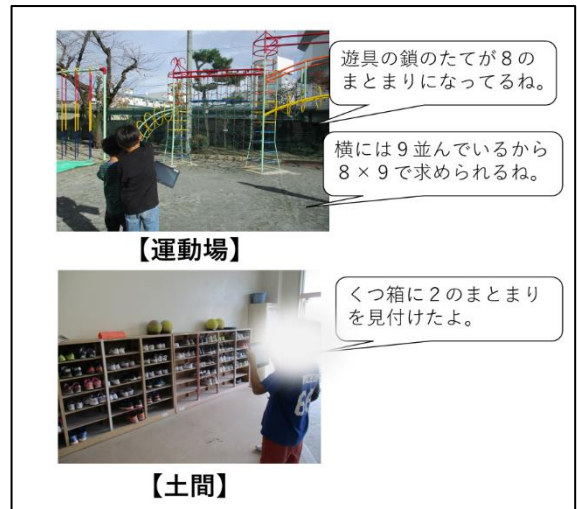 遊具の鎖のたてが８の
まとまりになってるね。
横には９並んでいるから
８×９で求められるね。
【運動場】
くつ箱に２のまとまり
を見付けたよ。
【土間】